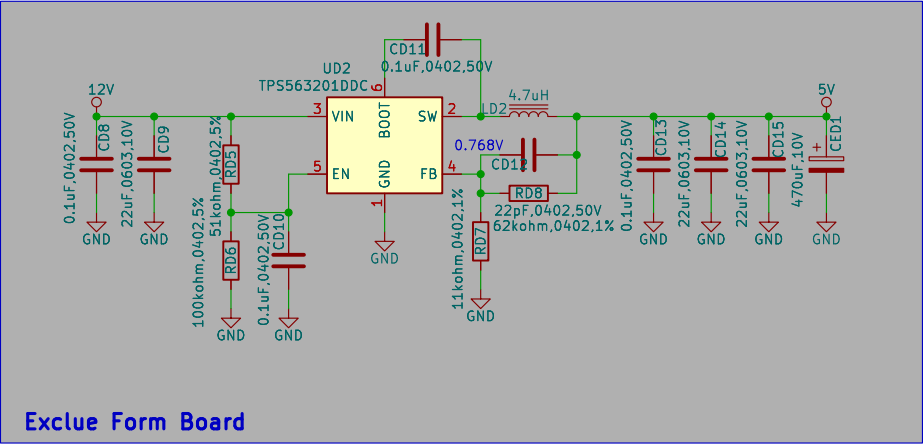 CD11
0.1uF,0402,50V
UD2
TPS563201DDC
12V
3
VIN
BOOT
6
SW
2
LD2
4.7uH
5V
5
EN
GND
1
FB
4
0.768V
CD12
RD8
22pF,0402,50V
62kohm,0402,1%
CD8
0.1uF,0402,50V
CD9
22uF,0603,10V
RD5
51kohm,0402,5%
RD6
100kohm,0402,5%
CD10
0.1uF,0402,50V
RD7
11kohm,0402,1%
CD13
0.1uF,0402,50V
CD14
22uF,0603,10V
CD15
22uF,0603,10V
CED1
+
470uF,10V
GND
GND
GND
GND
GND
GND
GND
GND
GND
GND
Exclue Form Board